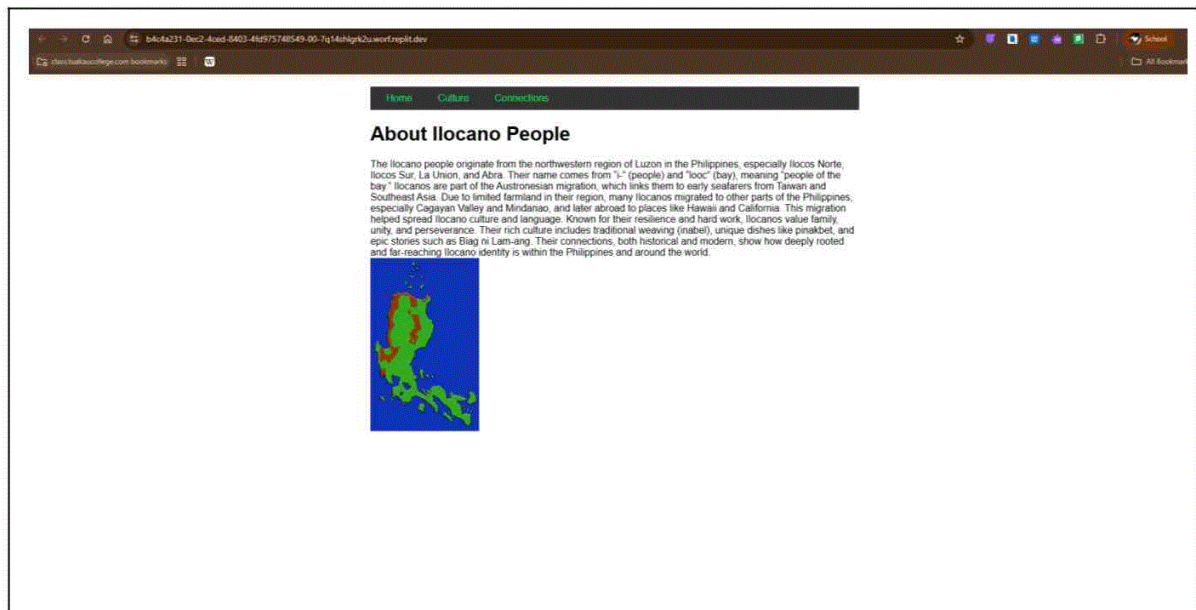 School
All Bookmark
Home Culture Connections
About Ilocano People
The Ilocano people originate from the northwestern region of Luzon in the Philippines, especially Ilocos Norte,
Ilocos Sur, La Union, and Abra. Their name comes from "i-" (people) and "looc" (bay), meaning "people of the
bay." Ilocanos are part of the Austronesian migration, which links them to early seafarers from Taiwan and
Southeast Asia. Due to limited farmland in their region, many Ilocanos migrated to other parts of the Philippines,
especially Cagayan Valley and Mindanao, and later abroad to places like Hawaii and California. This migration
helped spread Ilocano culture and language. Known for their resilience and hard work, Ilocanos value family,
unity, and perseverance. Their rich culture includes traditional weaving (inabel), unique dishes like pinakbet, and
epic stories such as Biag ni Lam-ang. Their connections, both historical and modern, show how deeply rooted
and far-reaching Ilocano identity is within the Philippines and around the world.